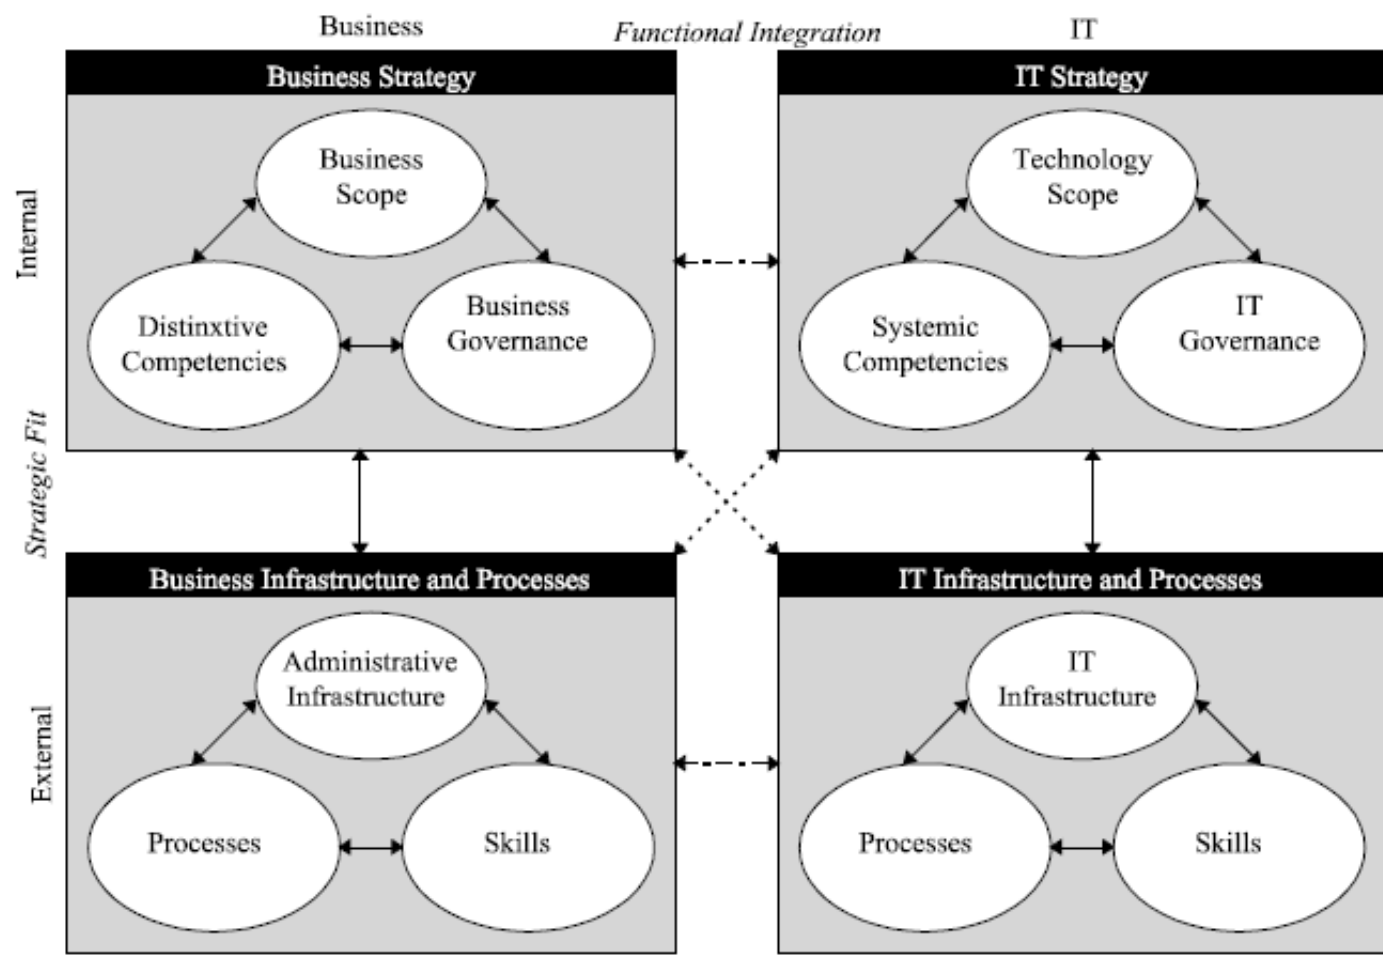 Business
Functional Integration
IT
Business Strategy
IT Strategy
Business
Scope
Technology
Scope
Internal
Distinxtive
Competencies
Business
Governance
Systemic
Competencies
IT
Governance
Strategic Fit
Business Infrastructure and Processes
IT Infrastructure and Processes
Administrative
Infrastructure
IT
Infrastructure
External
Processes
Skills
Processes
Skills